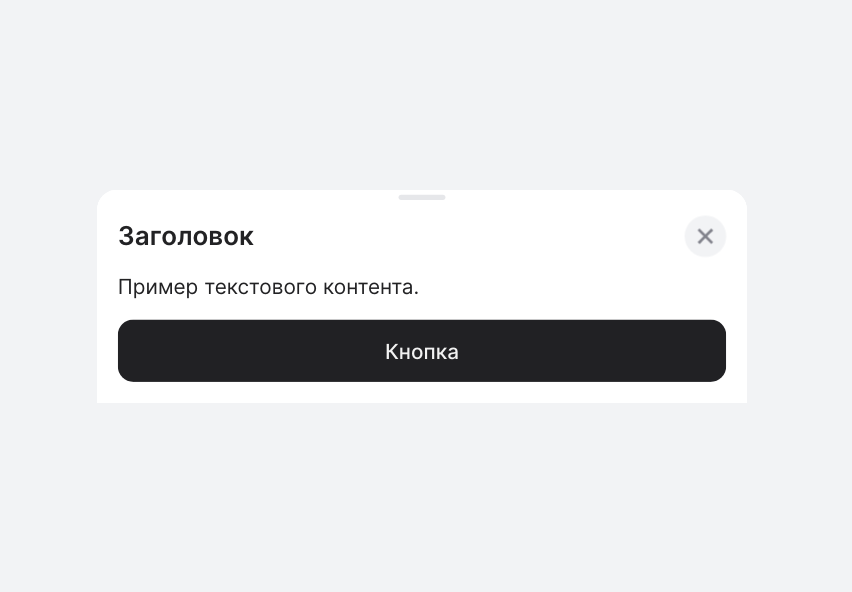 Заголовок
Пример текстового контента.
Кнопка